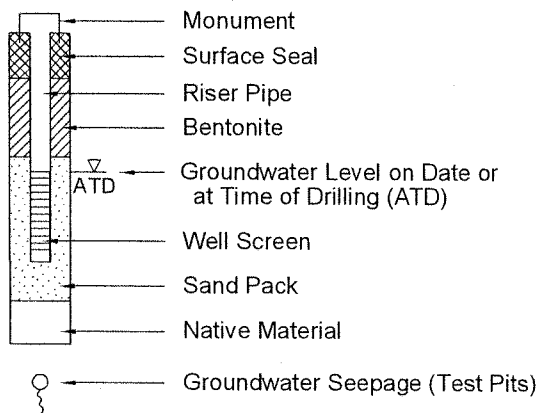 Monument
Surface Seal
Riser Pipe
Bentonite
Groundwater Level on Date or
at Time of Drilling (ATD)
ATD
Well Screen
Sand Pack
Native Material
Groundwater Seepage (Test Pits)